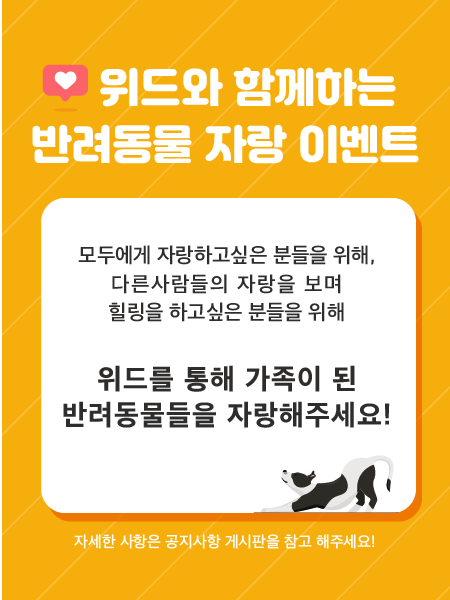 위드와 함께하는
반려동물 자랑 이벤트
모두에게 자랑하고싶은 분들을 위해,
다른사람들의 자랑을 보며
힐링을 하고싶은 분들을 위해
위드를 통해 가족이 된
반려동물들을 자랑해주세요!
자세한 사항은 공지사항 게시판을 참고 해주세요!